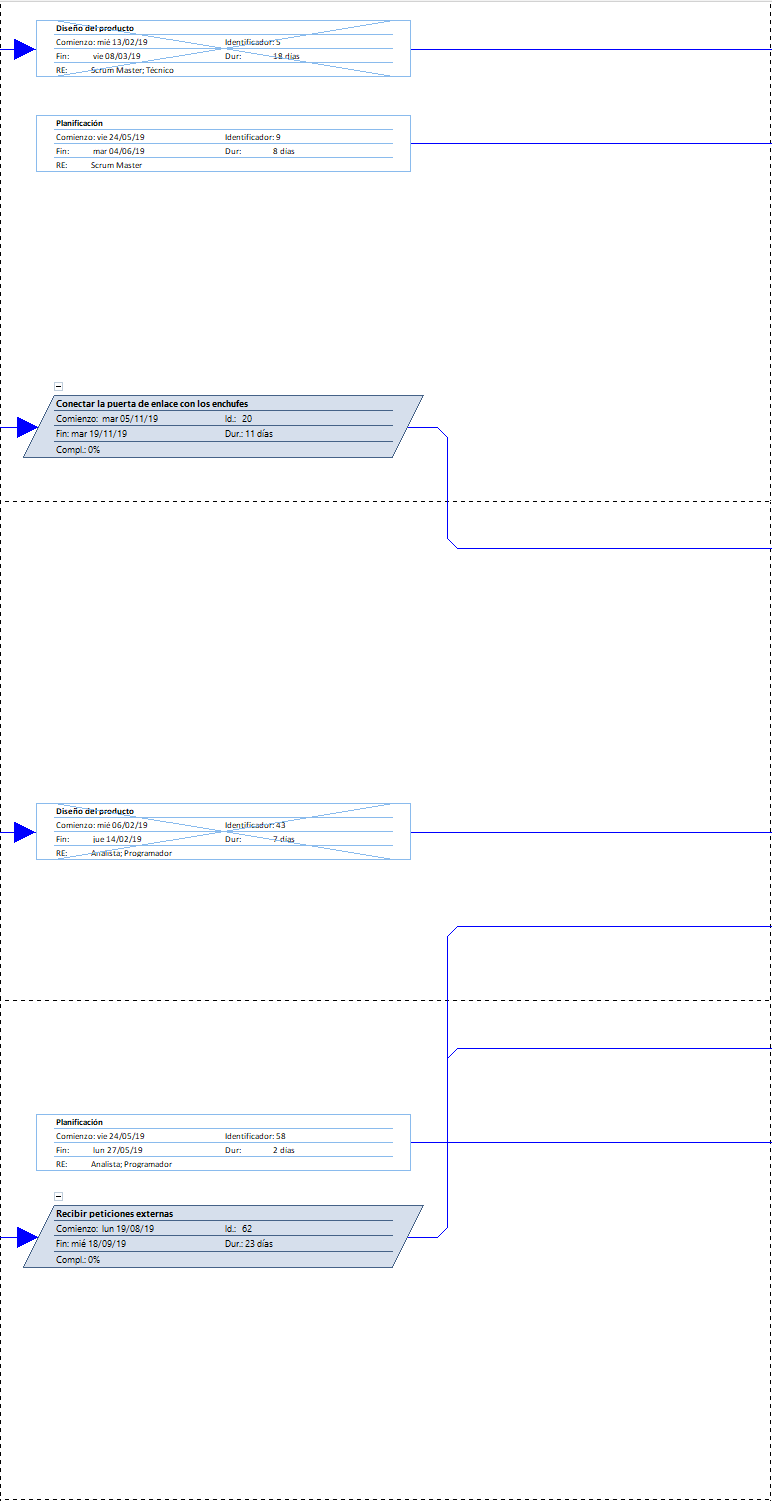 Diseño del producto
Comienzo: mié 13/02/19 Identificador: 5
Fin: vie 08/03/19 Dur: 18 días
RE: Scrum Master; Técnico
Planificación
Comienzo: vie 24/05/19 Identificador: 9
Fin: mar 04/06/19 Dur: 8 días
RE: Scrum Master
Conectar la puerta de enlace con los enchufes
Comienzo: mar 05/11/19 Id.: 20
Fin: mar 19/11/19 Dur.: 11 días
Compl.: 0%
Diseño del producto
Comienzo: mié 06/02/19 Identificador: 43
Fin: jue 14/02/19 Dur: 7 días
RE: Analista; Programador
Planificación
Comienzo: vie 24/05/19 Identificador: 58
Fin: lun 27/05/19 Dur: 2 días
RE: Analista; Programador
Recibir peticiones externas
Comienzo: lun 19/08/19 Id.: 62
Fin: mié 18/09/19 Dur.: 23 días
Compl.: 0%